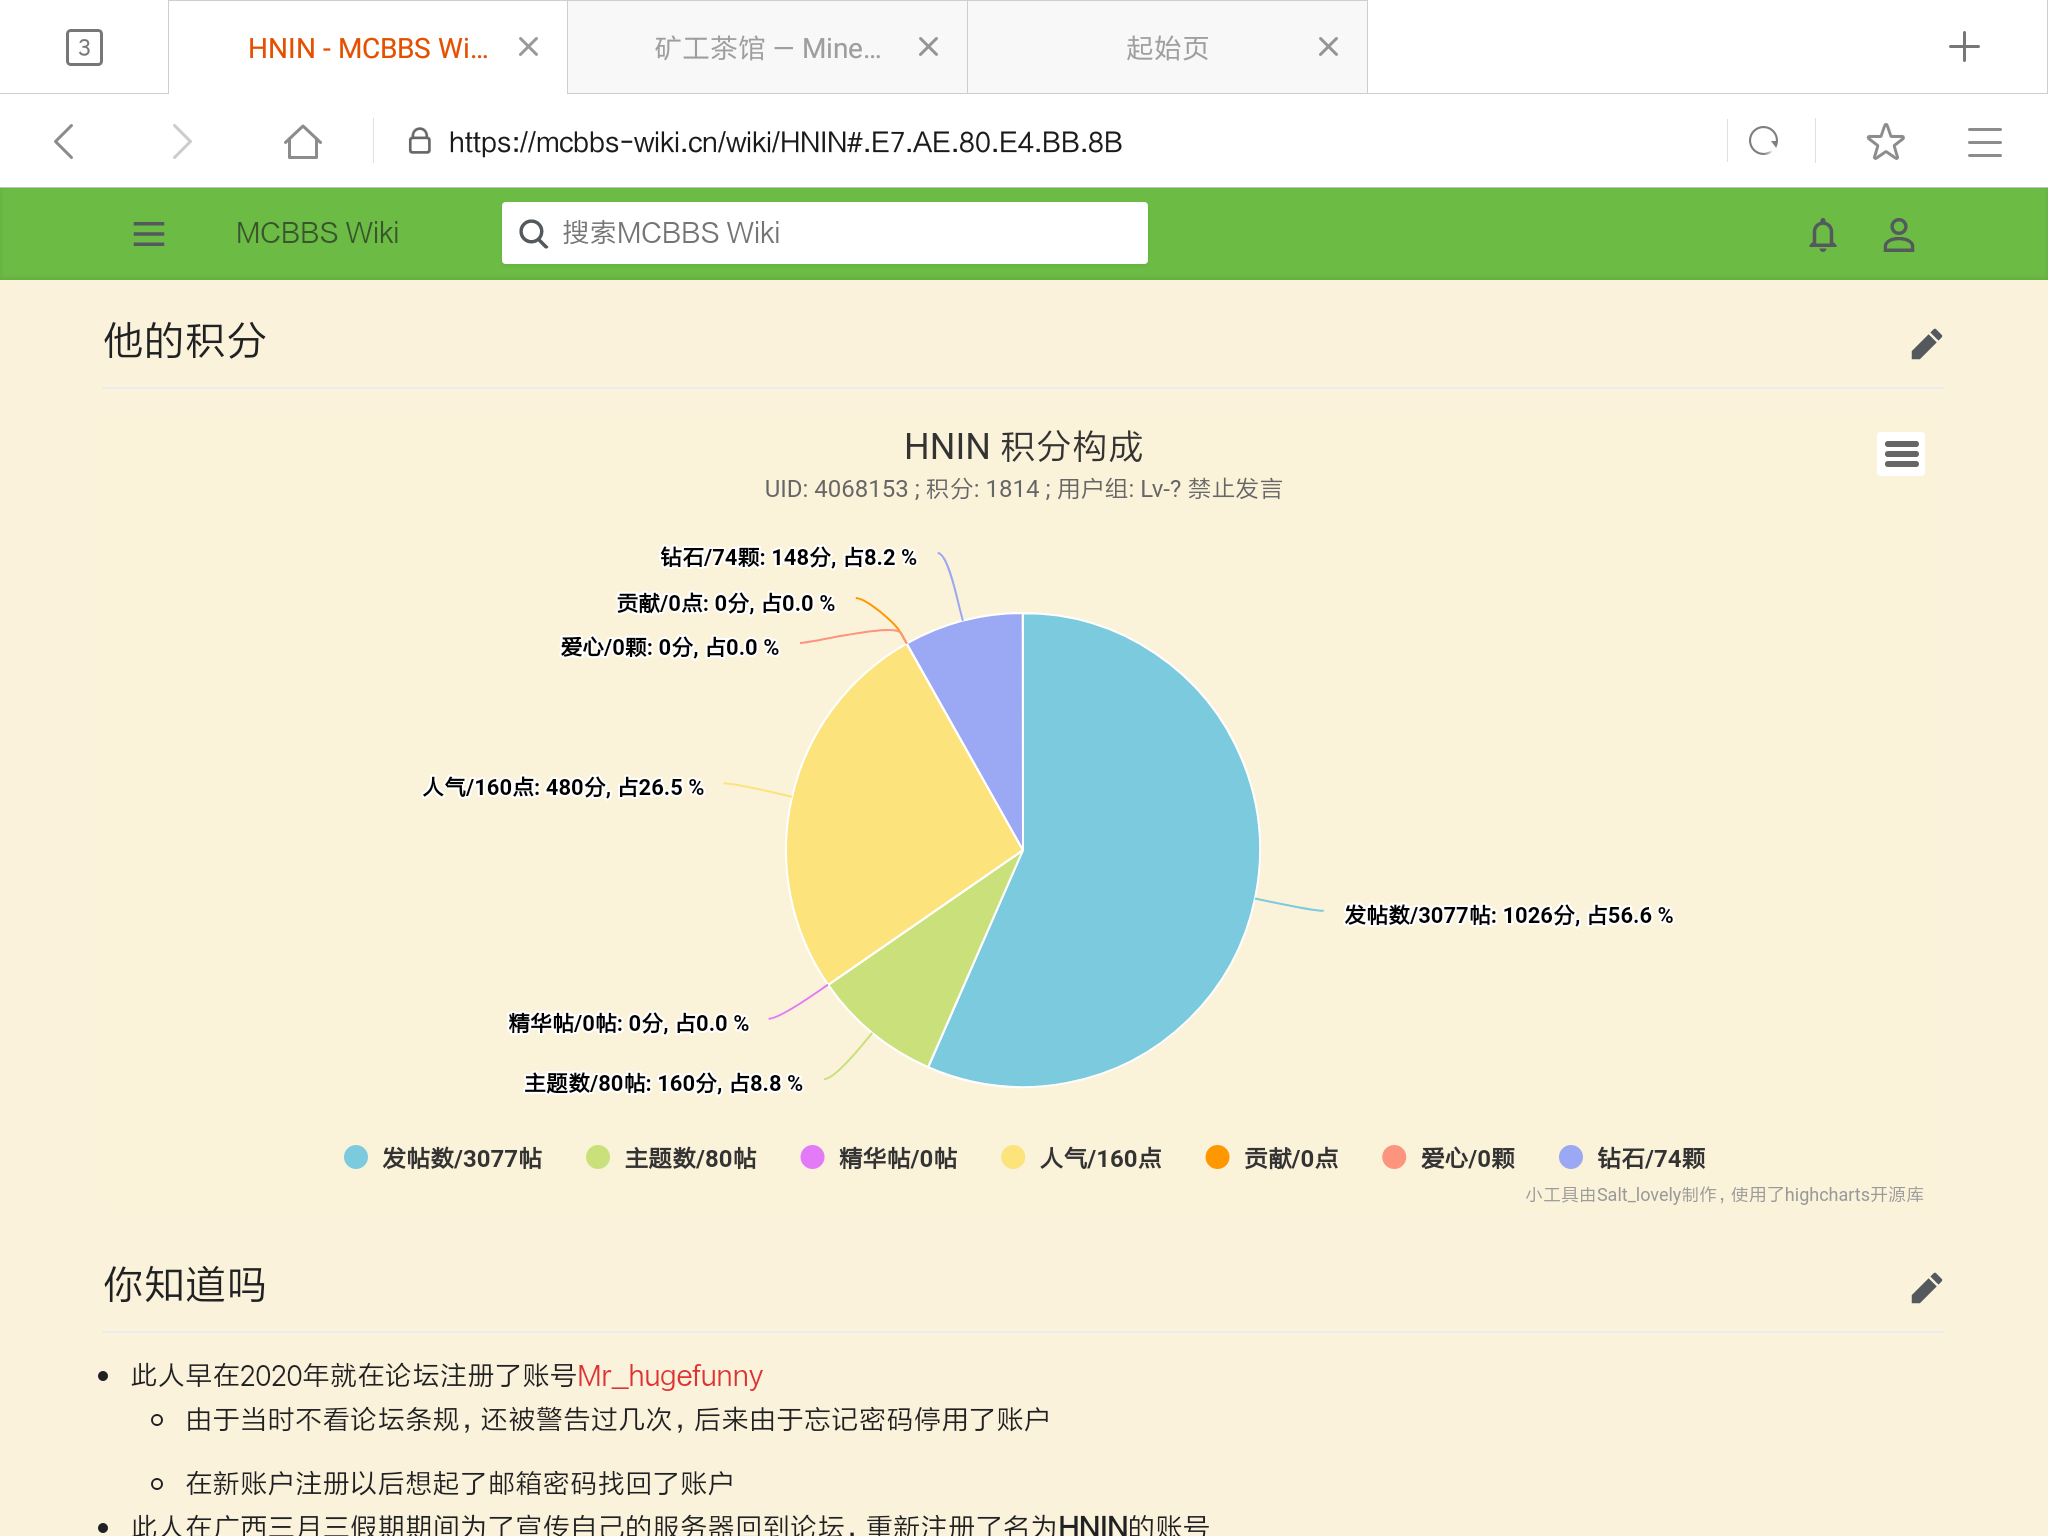 3
HNIN - MCBBS Wi...
矿工茶馆 – Mine...
起始页
https://mcbbs-wiki.cn/wiki/HNIN#.E7.AE.80.E4.BB.8B
MCBBS Wiki
搜索MCBBS Wiki
他的积分
HNIN 积分构成
UID: 4068153 ; 积分: 1814 ; 用户组: Lv-? 禁止发言
钻石/74颗: 148分, 占8.2 %
贡献/0点: 0分, 占0.0 %
爱心/0颗: 0分, 占0.0 %
人气/160点: 480分, 占26.5 %
发帖数/3077帖: 1026分, 占56.6 %
精华帖/0帖: 0分, 占0.0 %
主题数/80帖: 160分, 占8.8 %
发帖数/3077帖 主题数/80帖 精华帖/0帖 人气/160点 贡献/0点 爱心/0颗 钻石/74颗
小工具由Salt_lovely制作，使用了highcharts开源库
你知道吗
此人早在2020年就在论坛注册了账号Mr_hugefunny
由于当时不看论坛条规，还被警告过几次，后来由于忘记密码停用了账户
在新账户注册以后想起了邮箱密码找回了账户
此人在广西三月三假期期间为了宣传自己的服务器回到论坛，重新注册了名为HNIN的账号